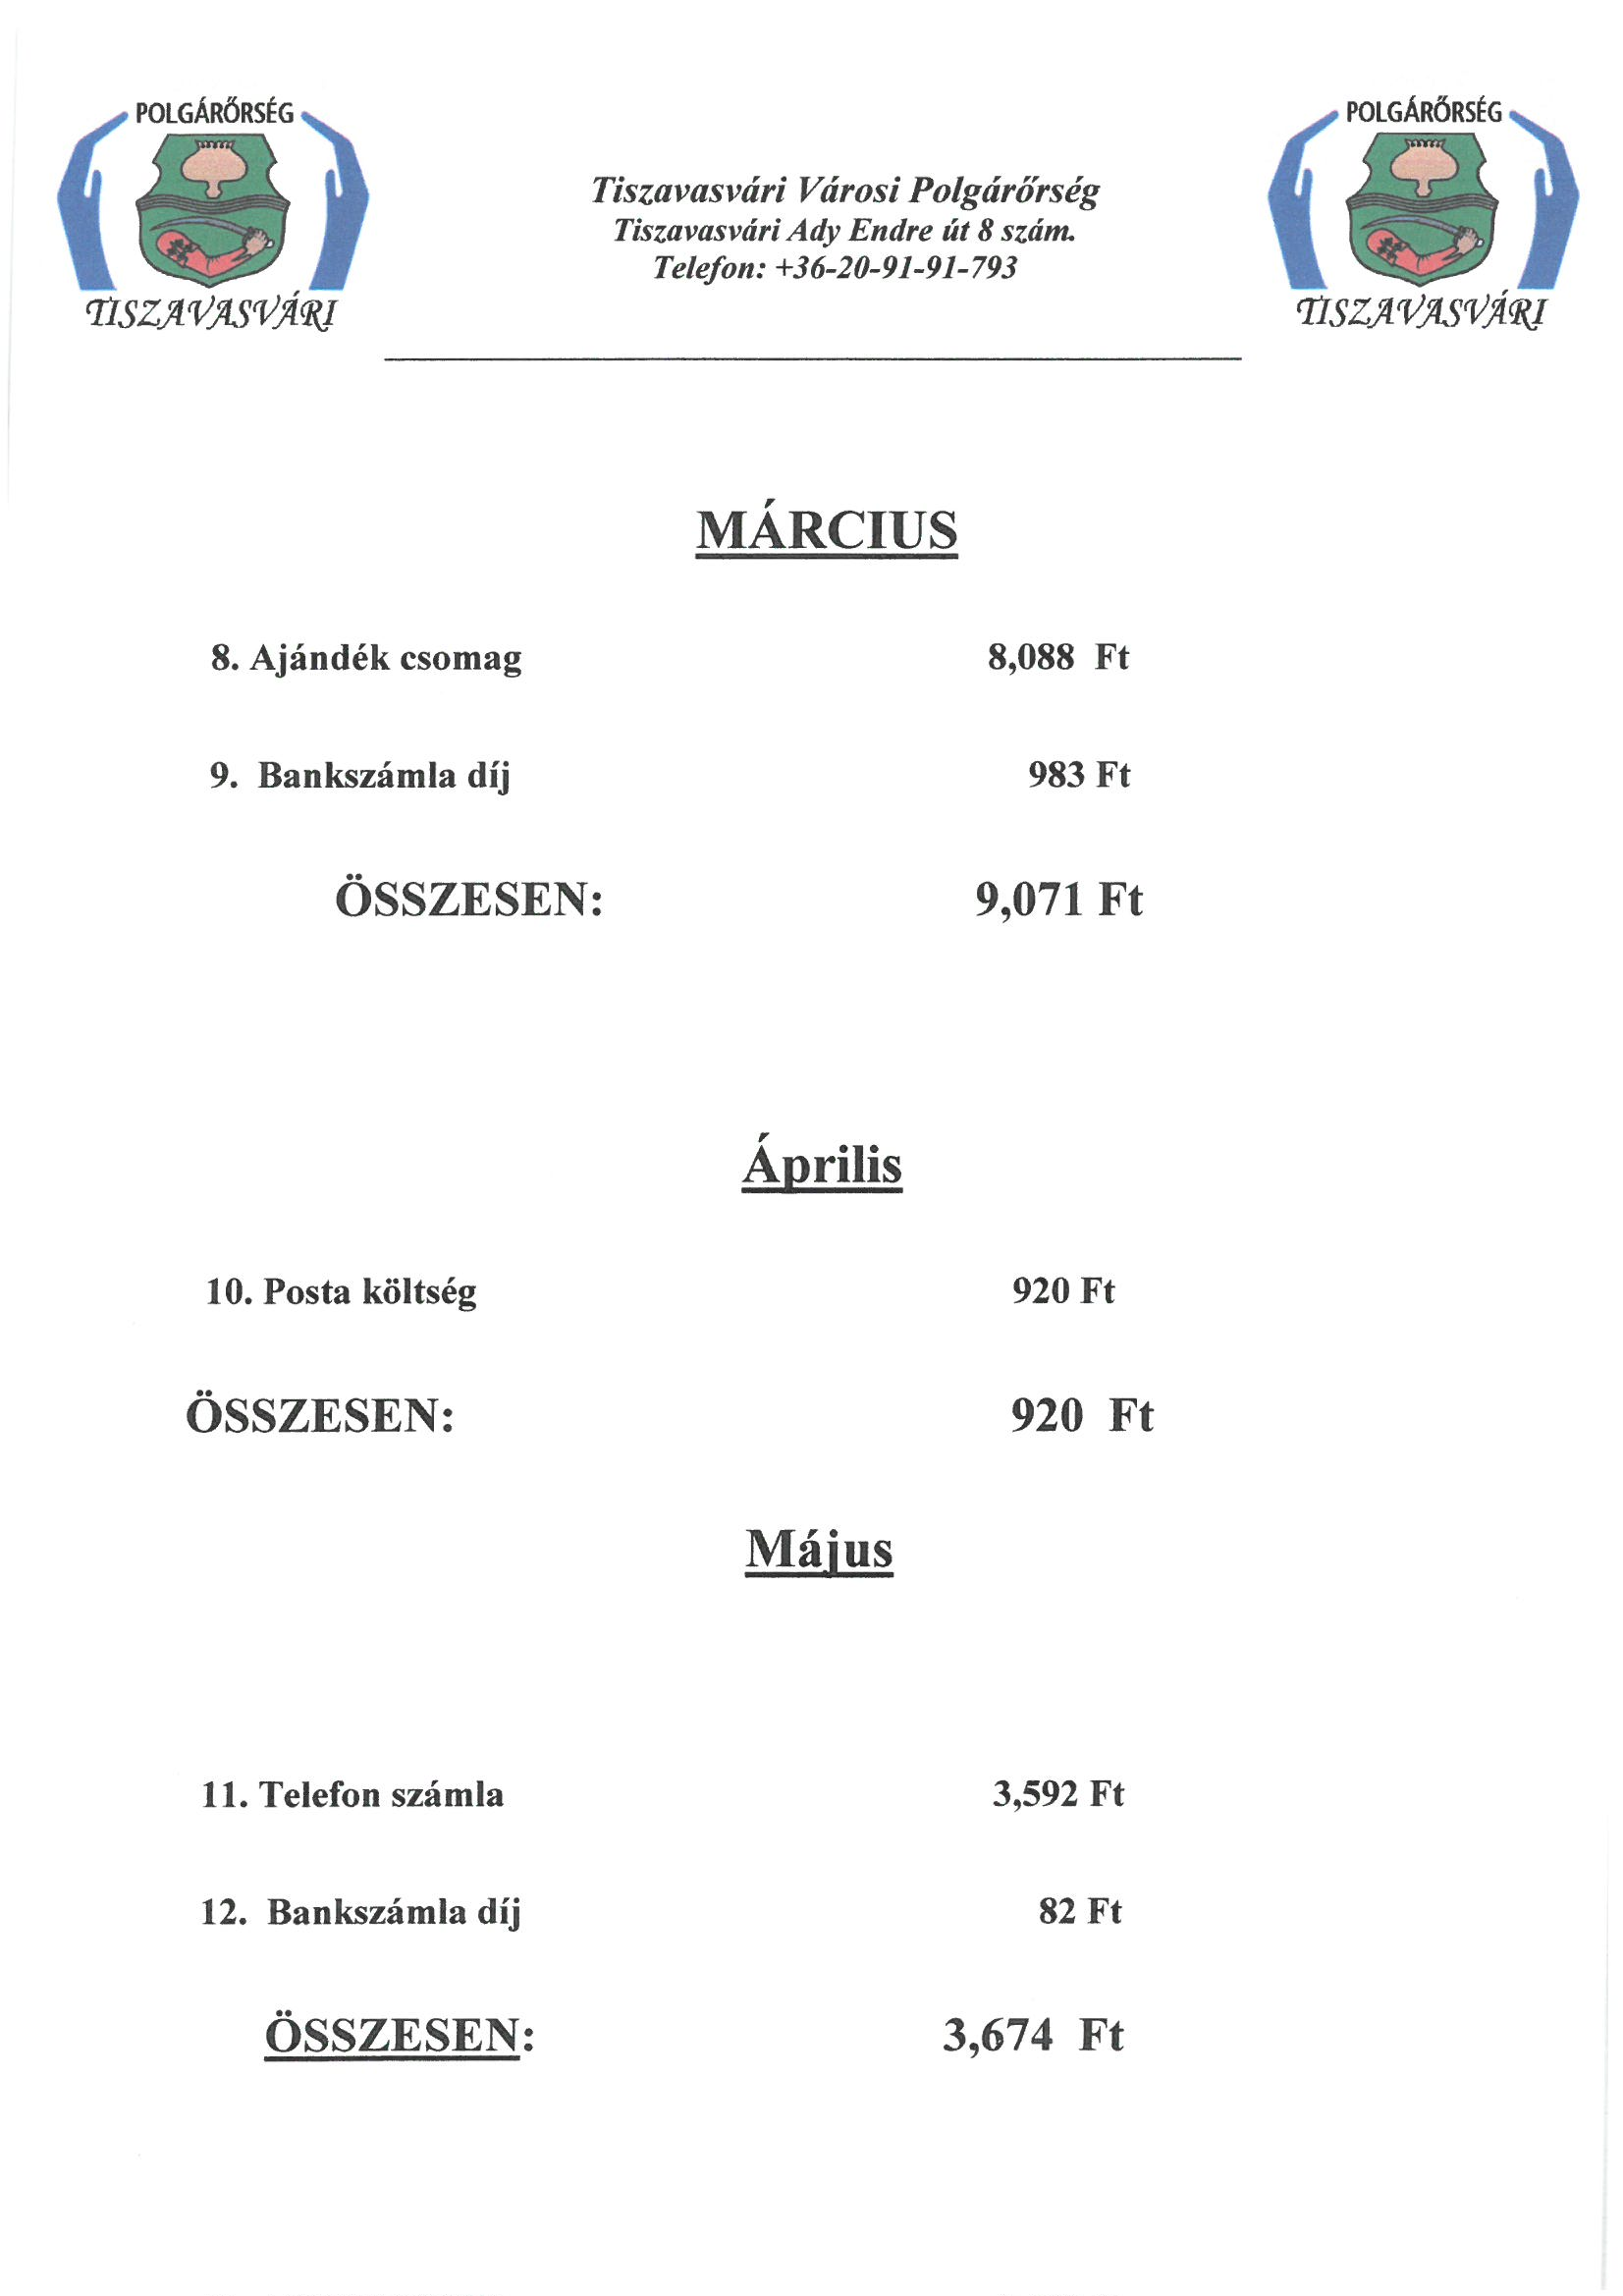 POLGÁRŐRSÉG
TISZAVASVÁRI
Tiszavasvári Városi Polgárőrség
Tiszavasvári Ady Endre út 8 szám.
Telefon: +36-20-91-91-793
POLGÁRŐRSÉG
TISZAVASVÁRI
MÁRCIUS
8. Ajándék csomag 8,088 Ft
9. Bankszámla díj 983 Ft
ÖSSZESEN: 9,071 Ft
Április
10. Posta költség 920 Ft
ÖSSZESEN: 920 Ft
Május
11. Telefon számla 3,592 Ft
12. Bankszámla díj 82 Ft
ÖSSZESEN: 3,674 Ft